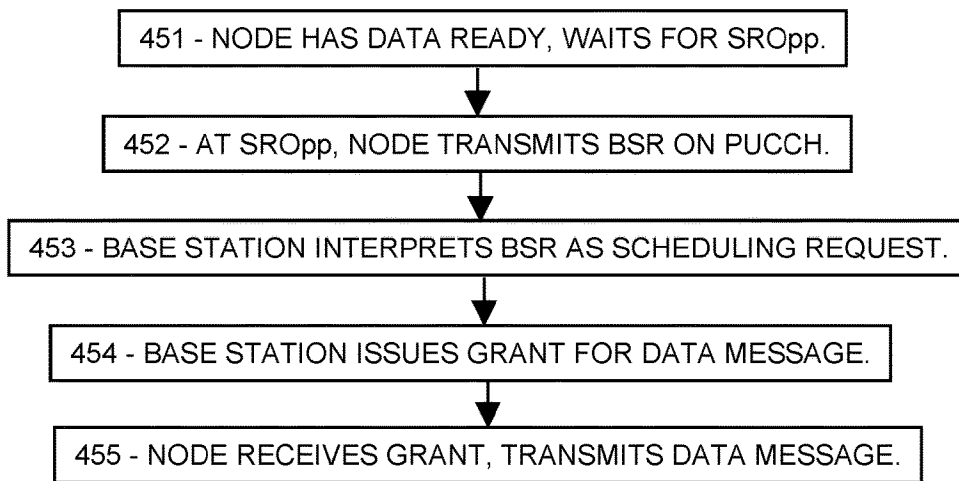 451 - NODE HAS DATA READY, WAITS FOR SROpp.
452 - AT SROpp, NODE TRANSMITS BSR ON PUCCH.
453 - BASE STATION INTERPRETS BSR AS SCHEDULING REQUEST.
454 - BASE STATION ISSUES GRANT FOR DATA MESSAGE.
455 - NODE RECEIVES GRANT, TRANSMITS DATA MESSAGE.